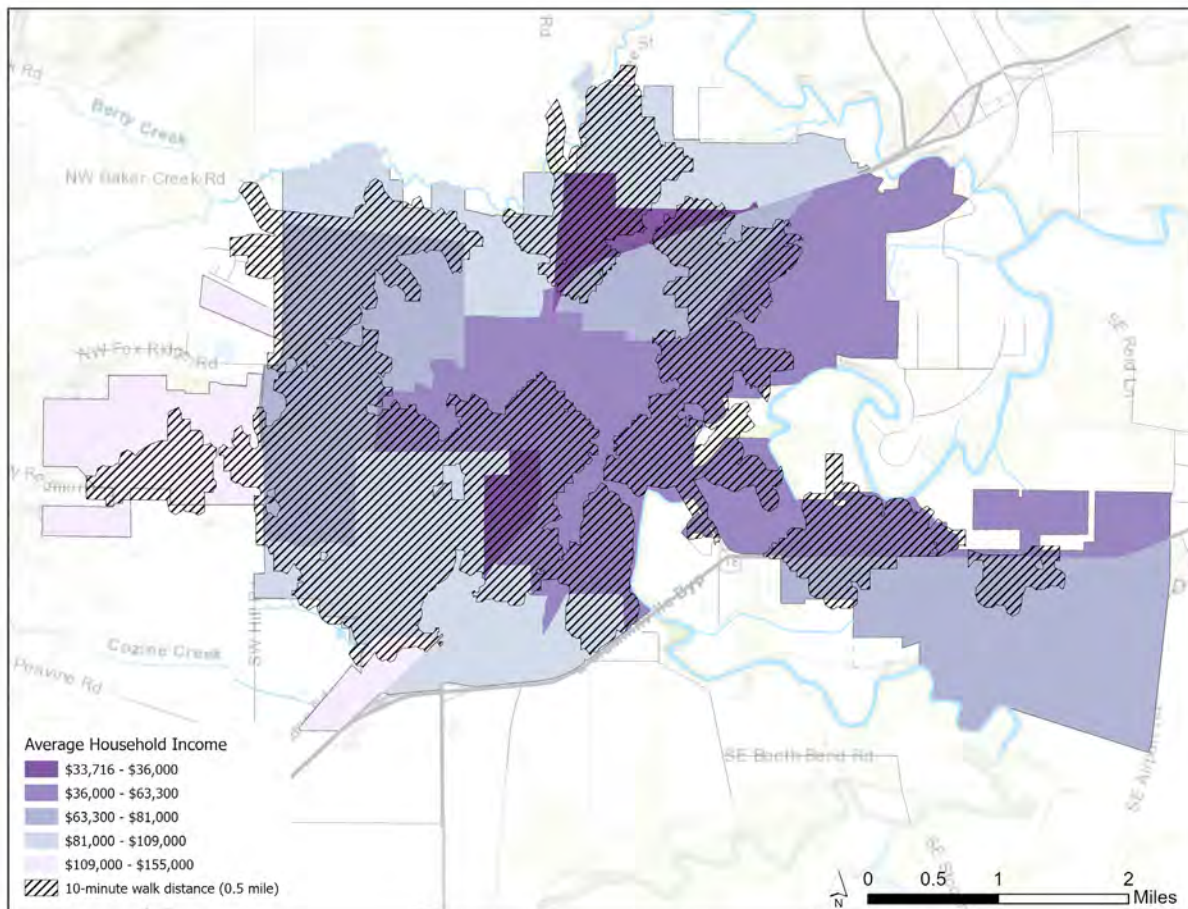 Rd
Berry Creek
NW Baker Creek Rd
NW Fox Ridge Rd
SE Reid Ln
SW Hill Rd
Cozine Creek
Peavine Rd
18
SE Booth Bend Rd
Average Household Income
$33,716 - $36,000
$36,000 - $63,300
$63,300 - $81,000
$81,000 - $109,000
$109,000 - $155,000
10-minute walk distance (0.5 mile)
N
0 0.5 1 2
Miles